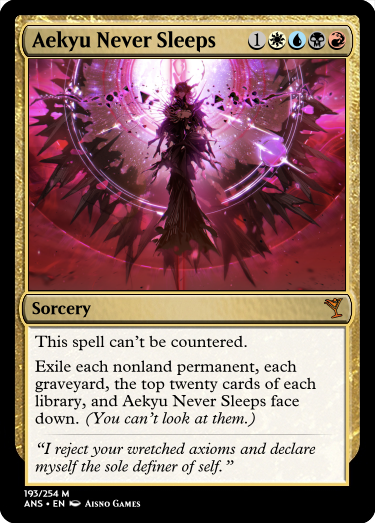 Aekyu Never Sleeps 1
Sorcery
This spell can't be countered.
Exile each nonland permanent, each
graveyard, the top twenty cards of each
library, and Aekyu Never Sleeps face
down. (You can't look at them.)
“I reject your wretched axioms and declare
myself the sole definer of self.”
193/254 M
ANS • EN Aisno Games